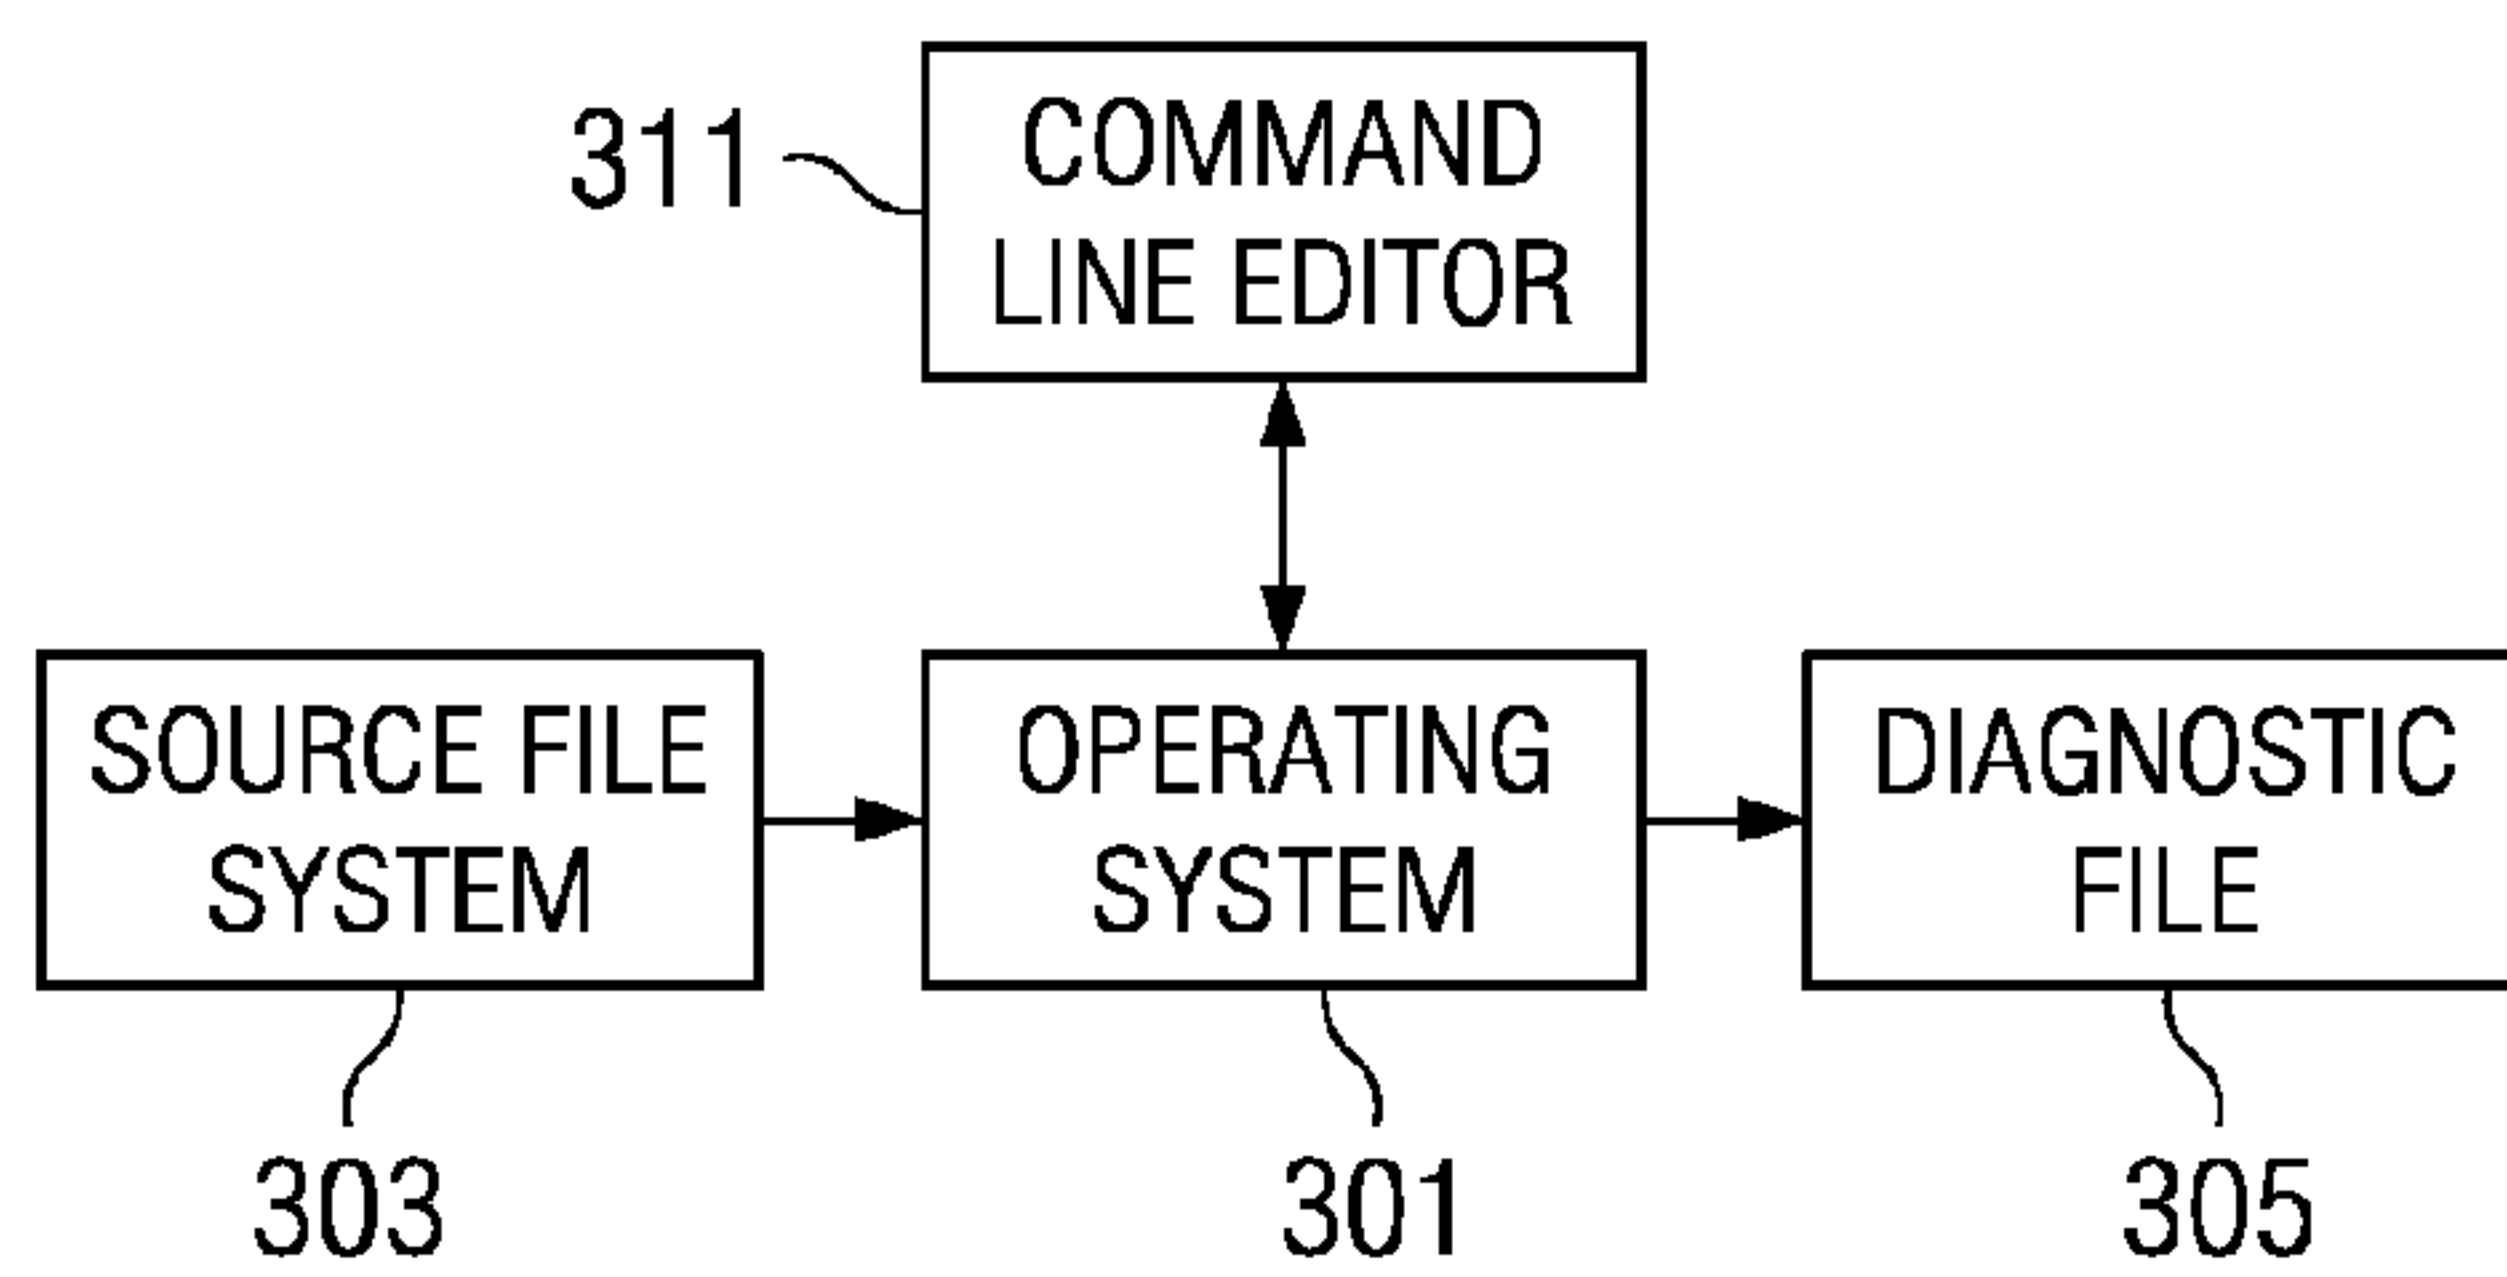 311
COMMAND
LINE EDITOR
SOURCE FILE
SYSTEM
OPERATING
SYSTEM
DIAGNOSTIC
FILE
303
301
305